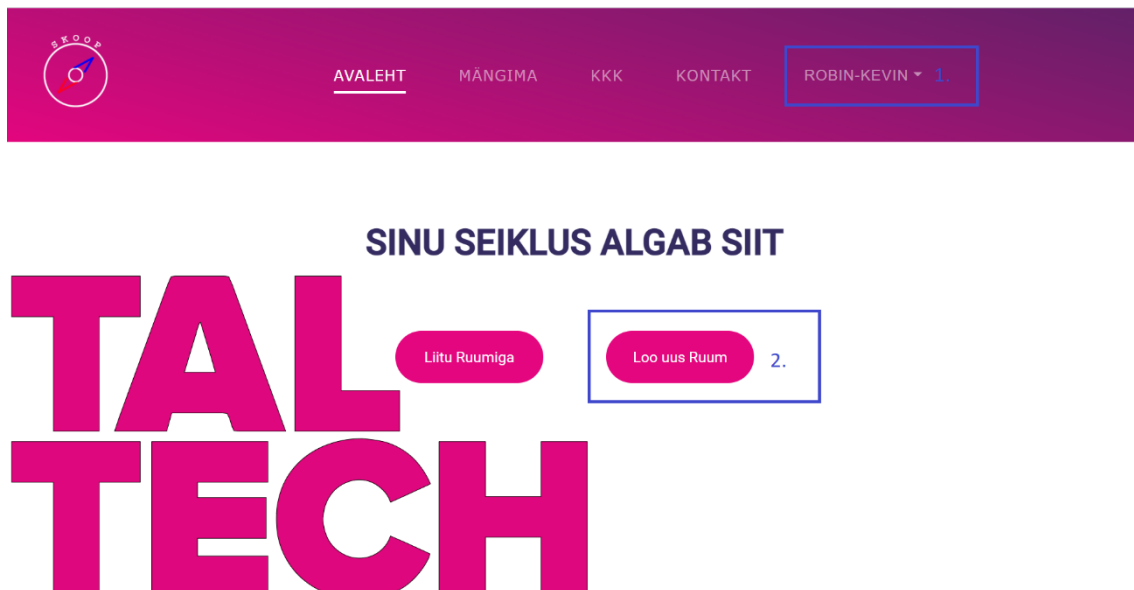 SKOOP
AVALEHT MÄNGIMA KKK KONTAKT ROBIN-KEVIN 1.
SINU SEIKLUS ALGAB SIIT
Liitu Ruumiga Loo uus Ruum 2.
TAL
TECH